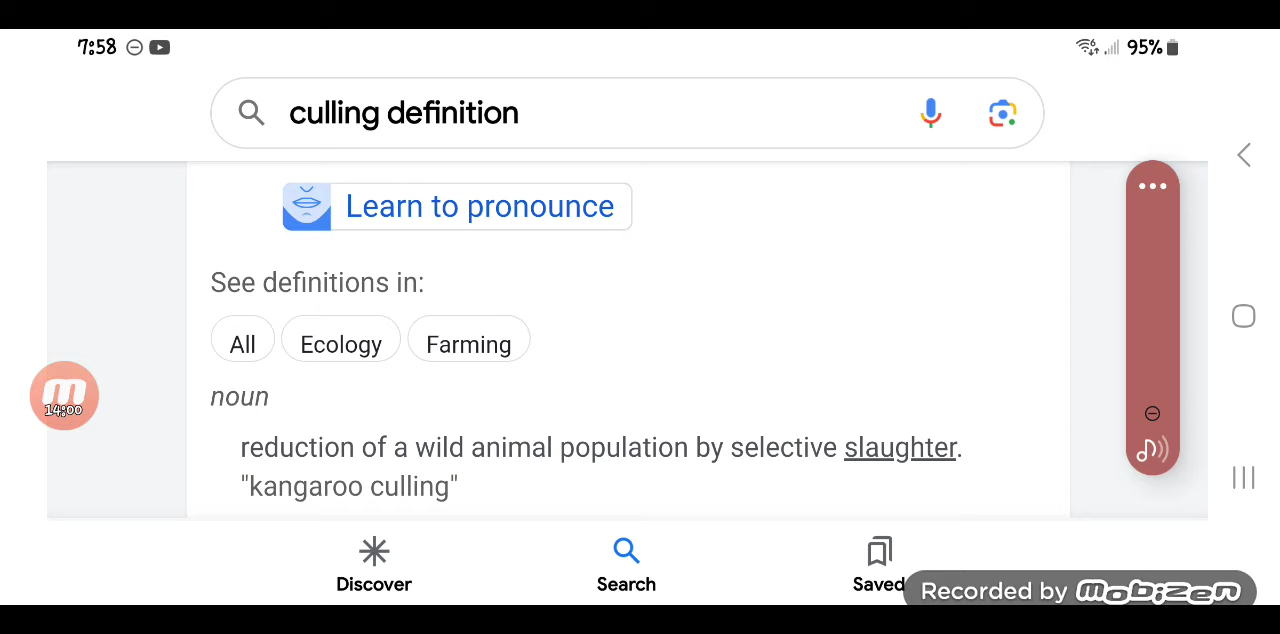 7:58 95%
culling definition
Learn to pronounce
See definitions in:
All Ecology Farming
noun
14:00
reduction of a wild animal population by selective slaughter.
"kangaroo culling"
Discover Search Saved
Recorded by mobizen